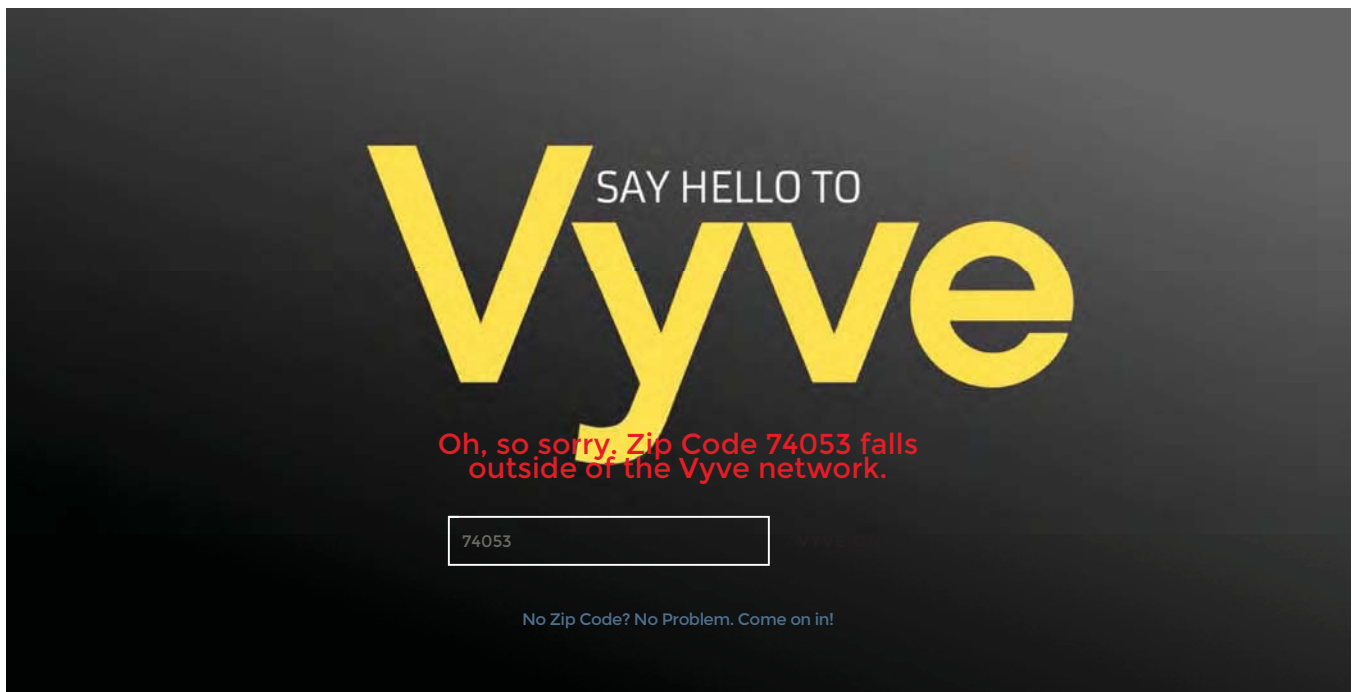 SAY HELLO TO
Vyve
Oh, so sorry. Zip Code 74053 falls
outside of the Vyve network.
74053
No Zip Code? No Problem. Come on in!